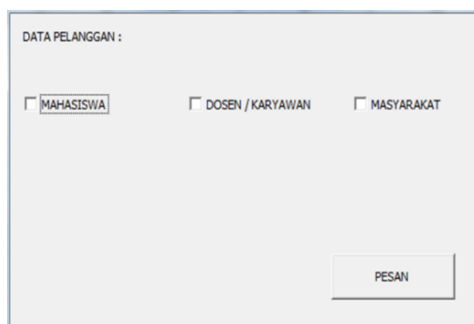 DATA PELANGGAN :
MAHASISWA DOSEN / KARYAWAN MASYARAKAT
PESAN